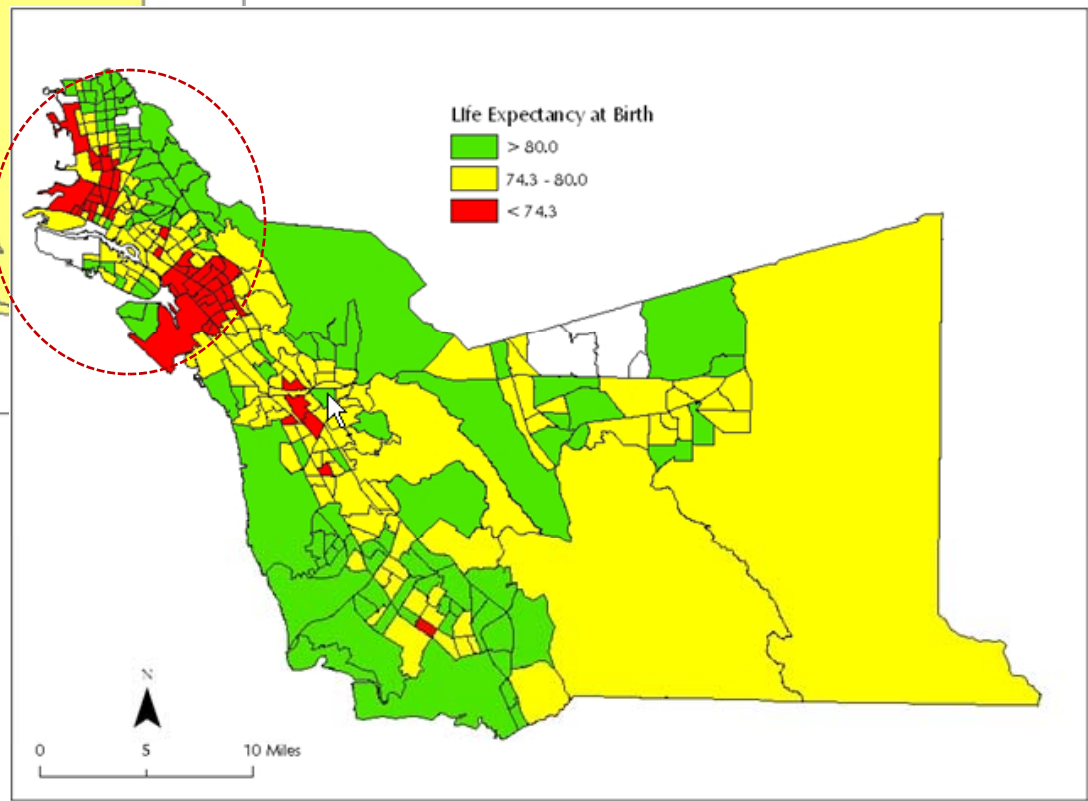 LIfe Expectancy at Birth
> 80.0
74.3 - 80.0
< 74.3
N
0 5 10 Miles